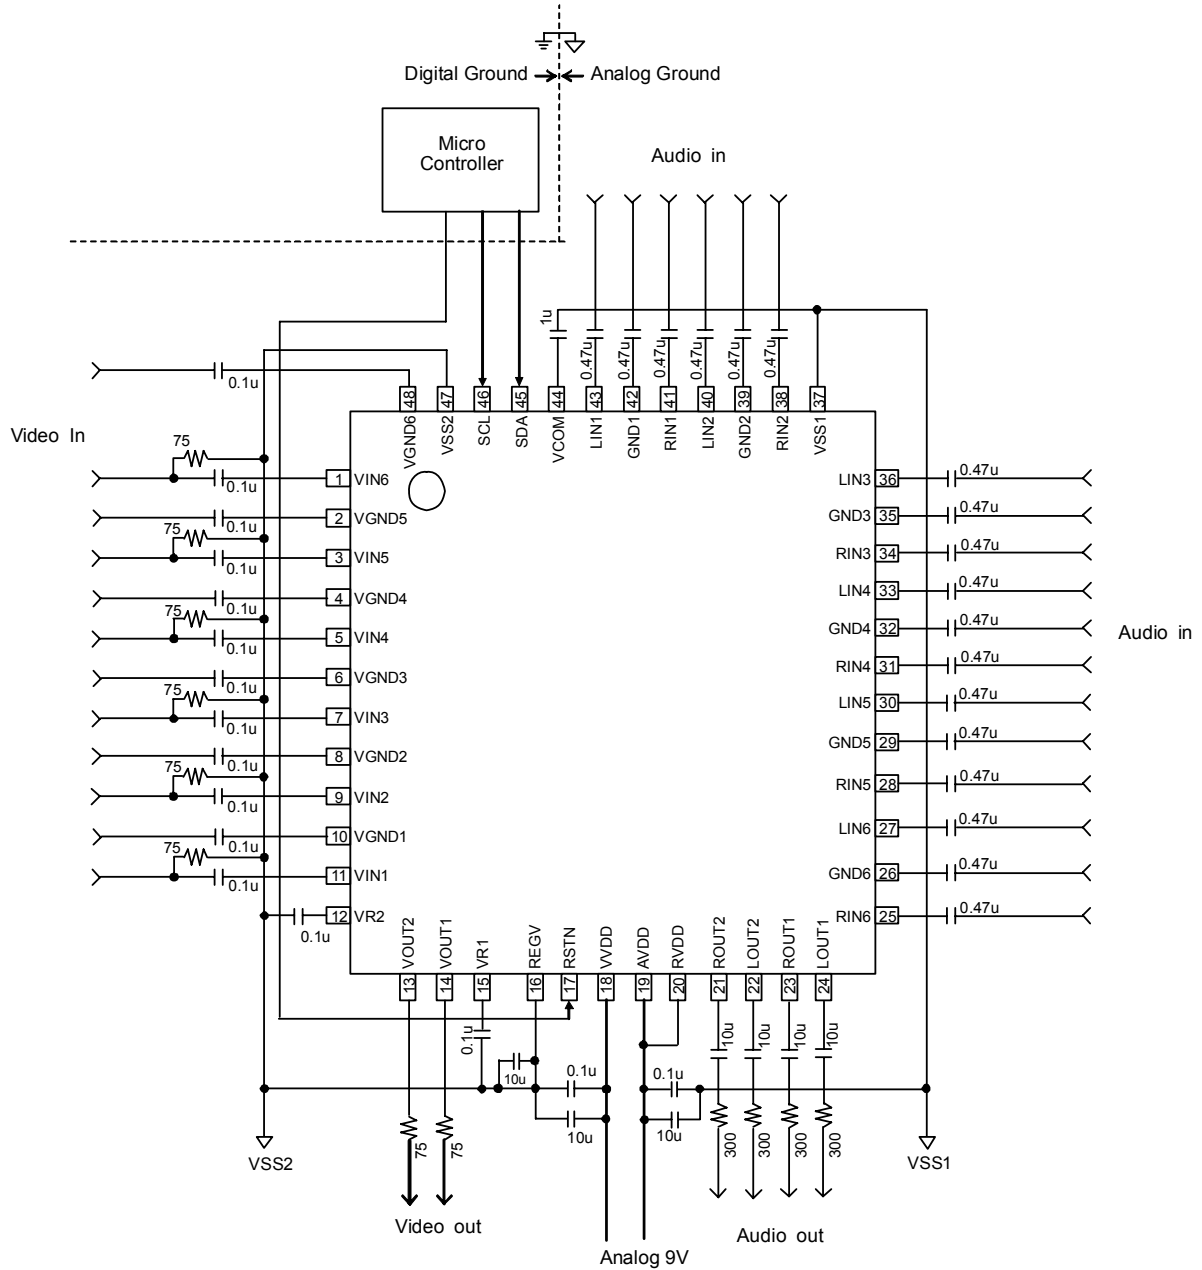 Digital Ground
Analog Ground
Micro
Controller
Audio in
1u
0.47u
0.47u
0.47u
0.47u
0.47u
0.47u
0.1u
48
47
46
45
44
43
42
41
40
39
38
37
VGND6
VSS2
SCL
SDA
VCOM
LIN1
GND1
RIN1
LIN2
GND2
RIN2
VSS1
Video In
75
0.1u
1 VIN6
0.1u
2 VGND5
75
0.1u
3 VIN5
0.1u
4 VGND4
75
0.1u
5 VIN4
0.1u
6 VGND3
75
0.1u
7 VIN3
0.1u
8 VGND2
75
0.1u
9 VIN2
0.1u
10 VGND1
75
0.1u
11 VIN1
0.1u
12 VR2
LIN3 36 0.47u
GND3 35 0.47u
RIN3 34 0.47u
LIN4 33 0.47u
GND4 32 0.47u
RIN4 31 0.47u
LIN5 30 0.47u
GND5 29 0.47u
RIN5 28 0.47u
LIN6 27 0.47u
GND6 26 0.47u
RIN6 25 0.47u
Audio in
VOUT2
VOUT1
VR1
REGV
RSTN
VVDD
AVDD
RVDD
ROUT2
LOUT2
ROUT1
LOUT1
13
14
15
16
17
18
19
20
21
22
23
24
0.1u
10u
0.1u
10u
0.1u
10u
10u
10u
10u
10u
75
75
300
300
300
300
VSS2
VSS1
Video out
Audio out
Analog 9V